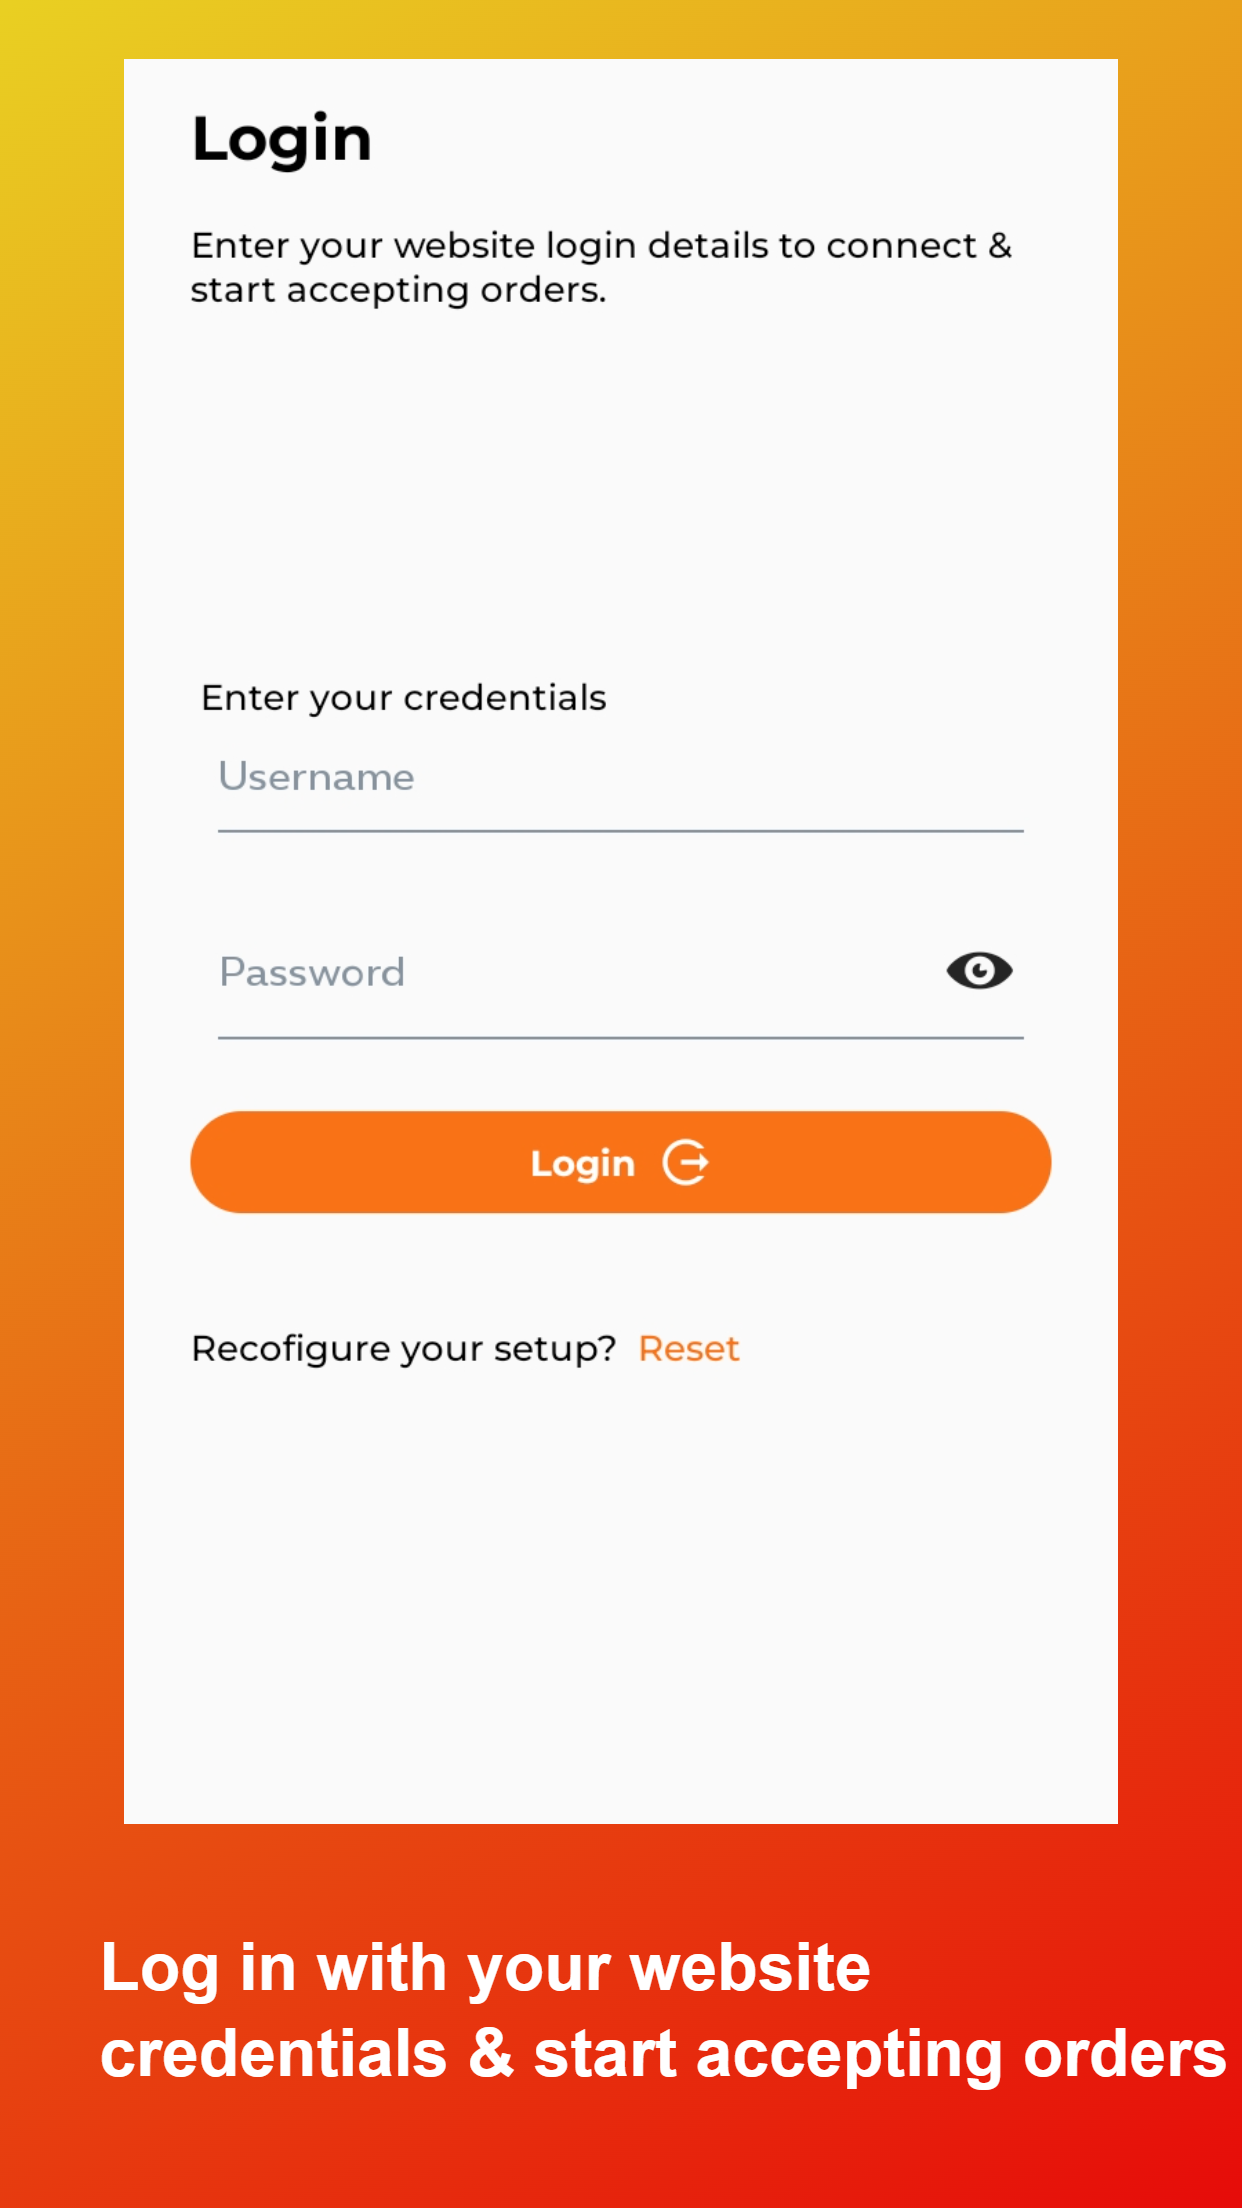 Login
Enter your website login details to connect &
start accepting orders.
Enter your credentials
Username
Password
Login
Recofigure your setup? Reset
Log in with your website
credentials & start accepting orders